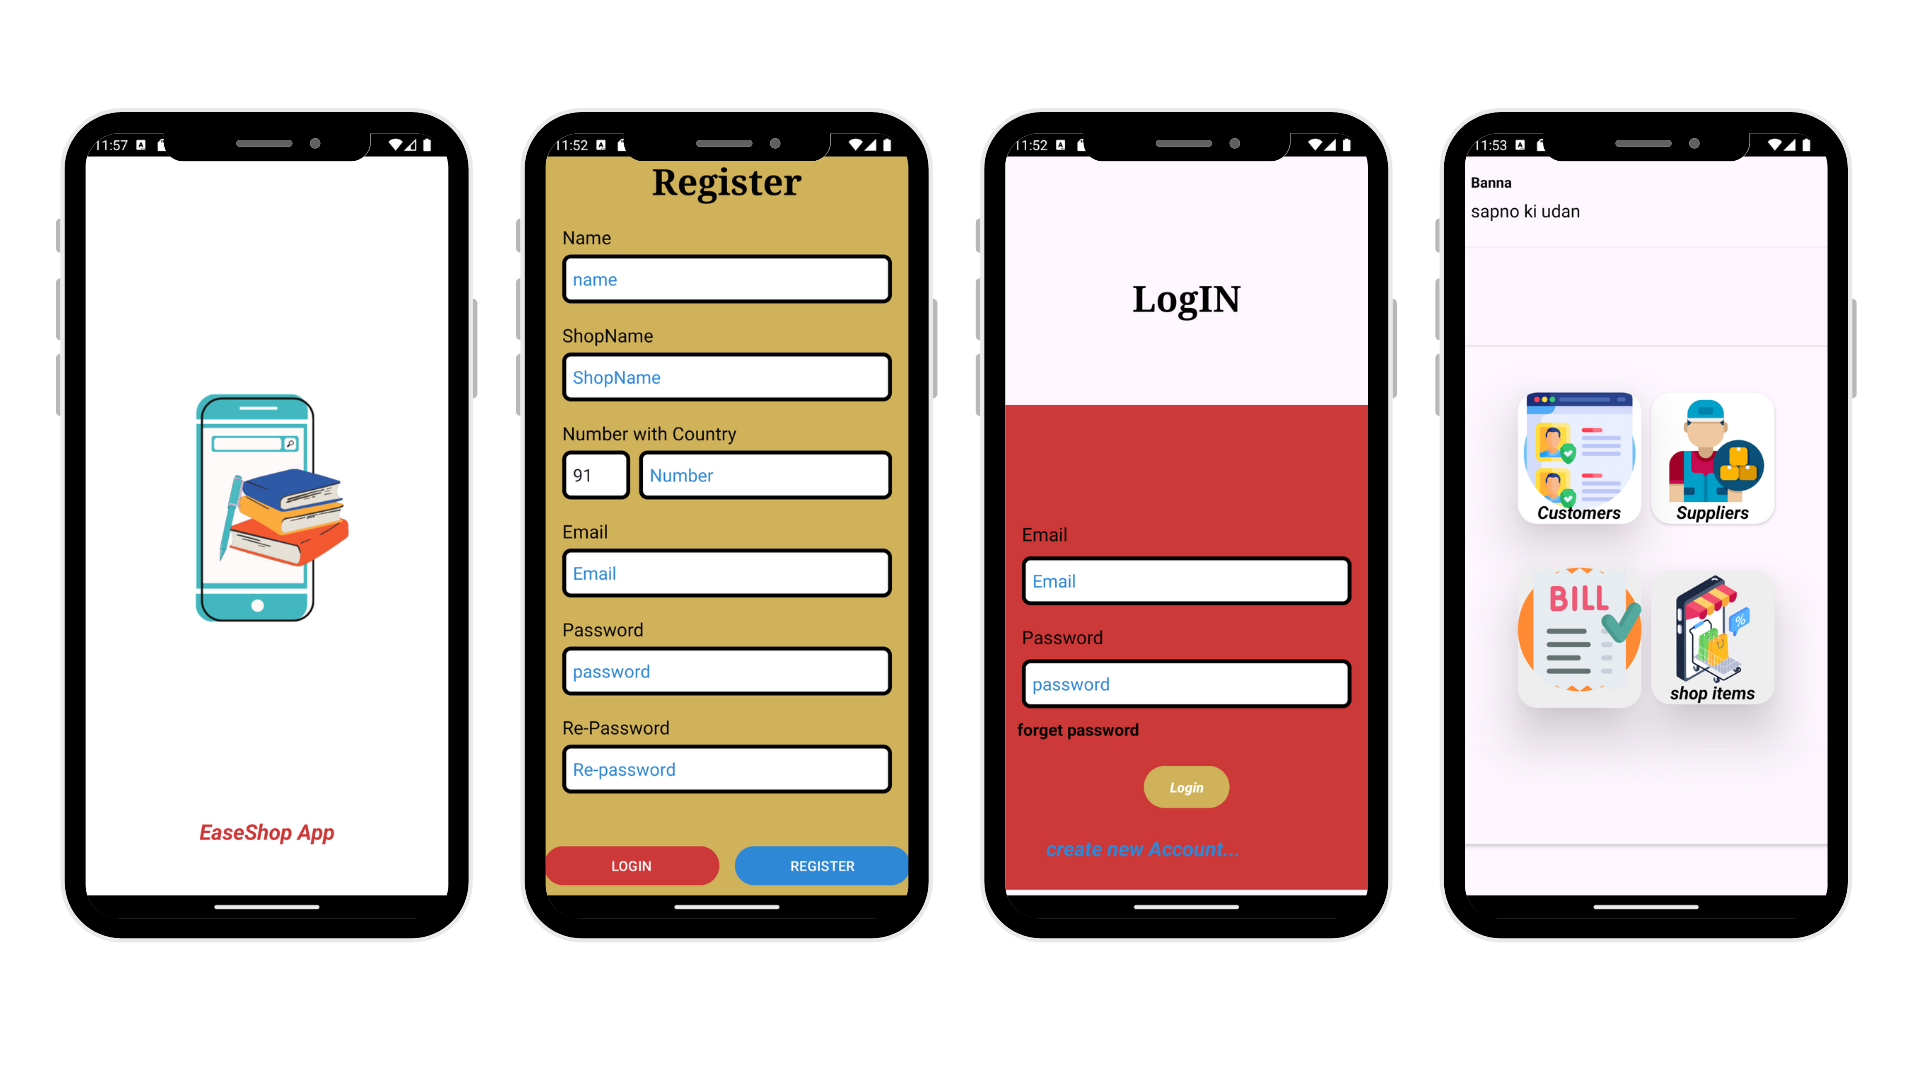 11:57
EaseShop App
11:52
Register
Name
name
ShopName
ShopName
Number with Country
91 Number
Email
Email
Password
password
Re-Password
Re-password
LOGIN REGISTER
11:52
LogIN
Email
Email
Password
password
forget password
Login
create new Account...
11:53
Banna
sapno ki udan
Customers Suppliers
BILL %
shop items